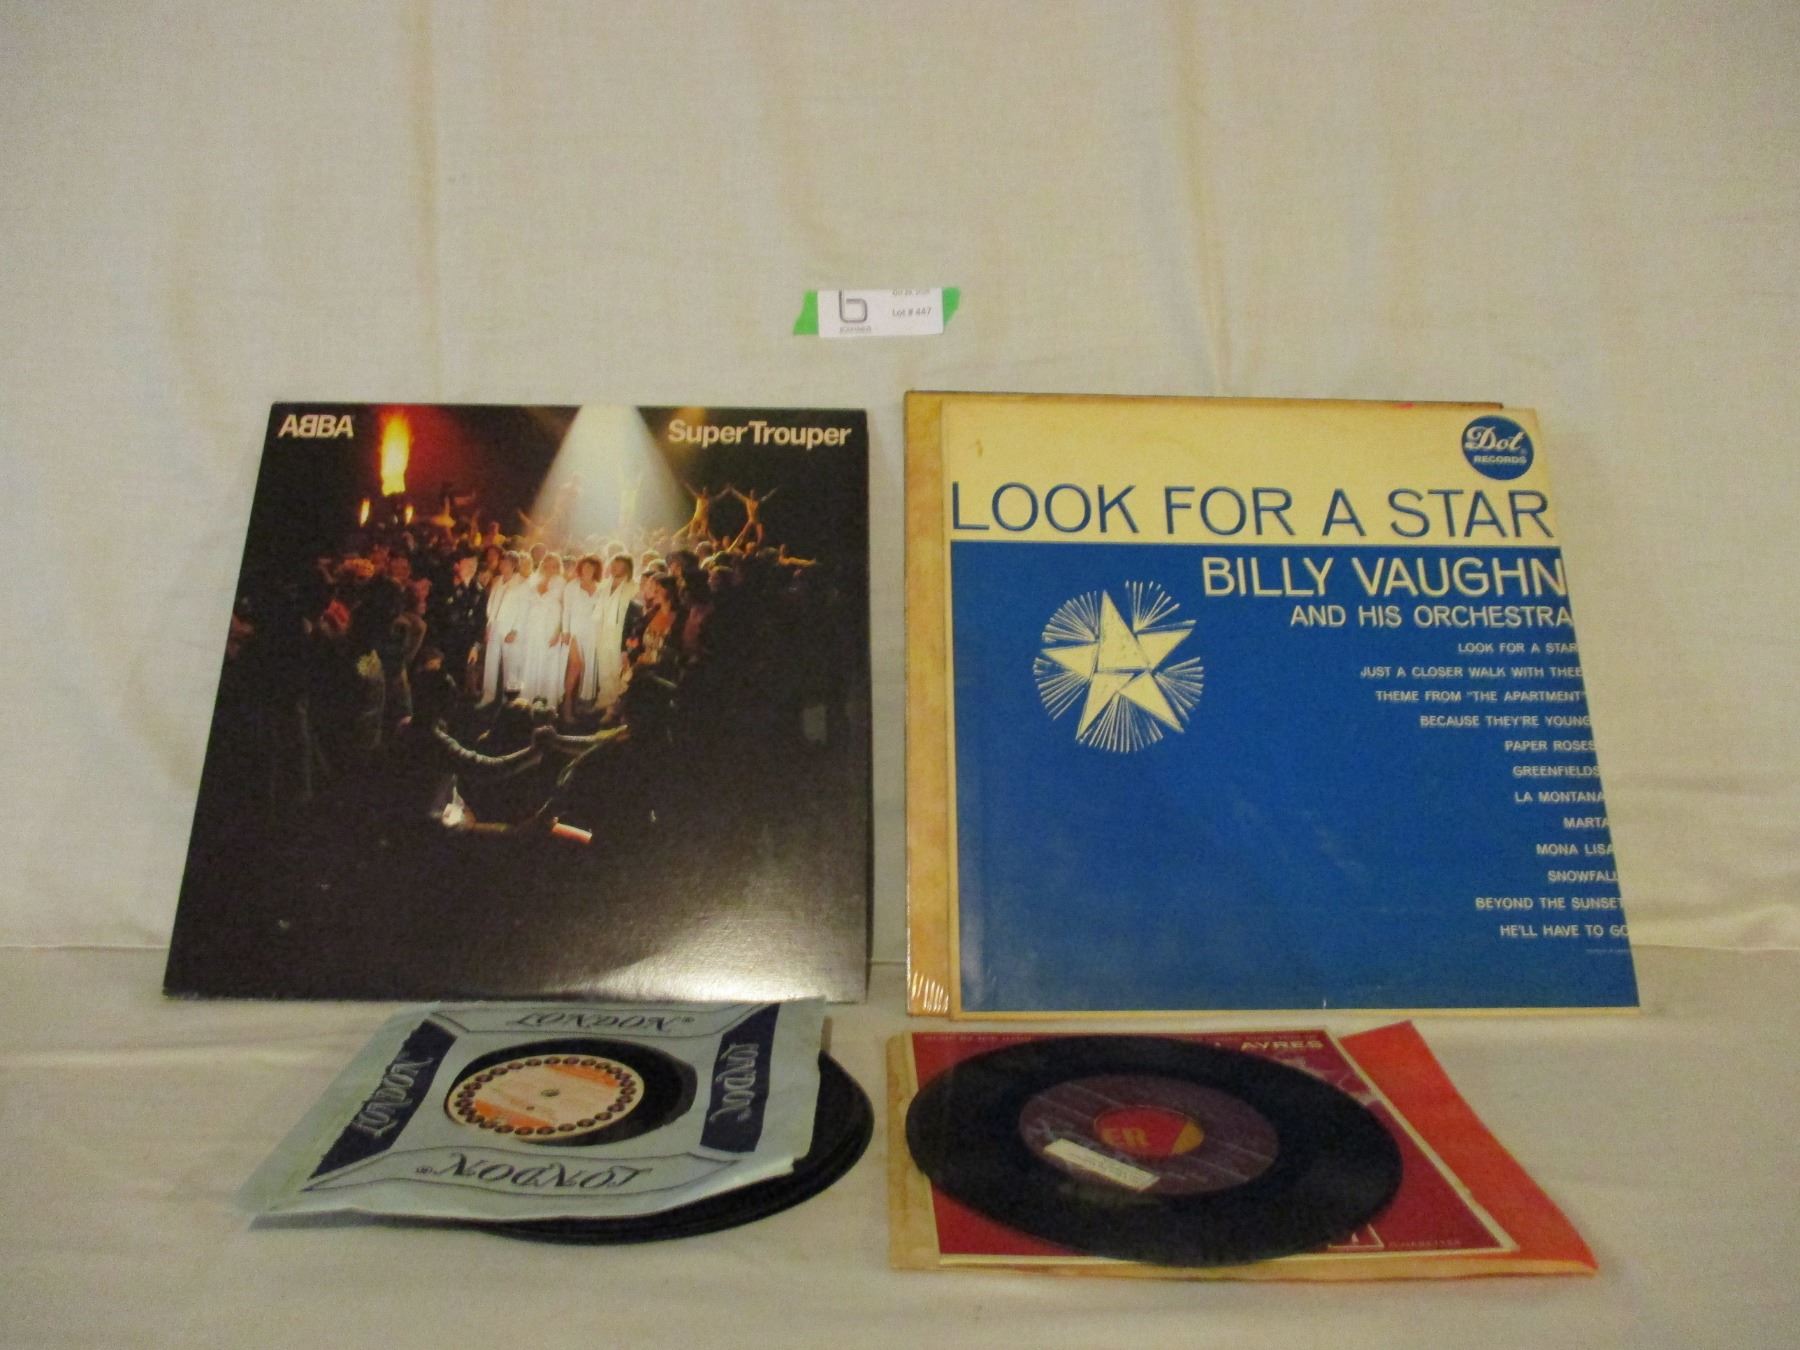 b
Lot # 447
ABBA
Super Trouper
Dot
RECORDS
LOOK FOR A STAR
BILLY VAUGHN
AND HIS ORCHESTRA
LOOK FOR A STAR
JUST A CLOSER WALK WITH THEE
THEME FROM "THE APARTMENT"
BECAUSE THEY'RE YOUNG
PAPER ROSES
GREENFIELDS
LA MONTANA
MARTA
MONA LISA
SNOWFALL
BEYOND THE SUNSET
HE'LL HAVE TO GO
LONDON®
LONDON
LONDON
LONDON®
AYRES
ER